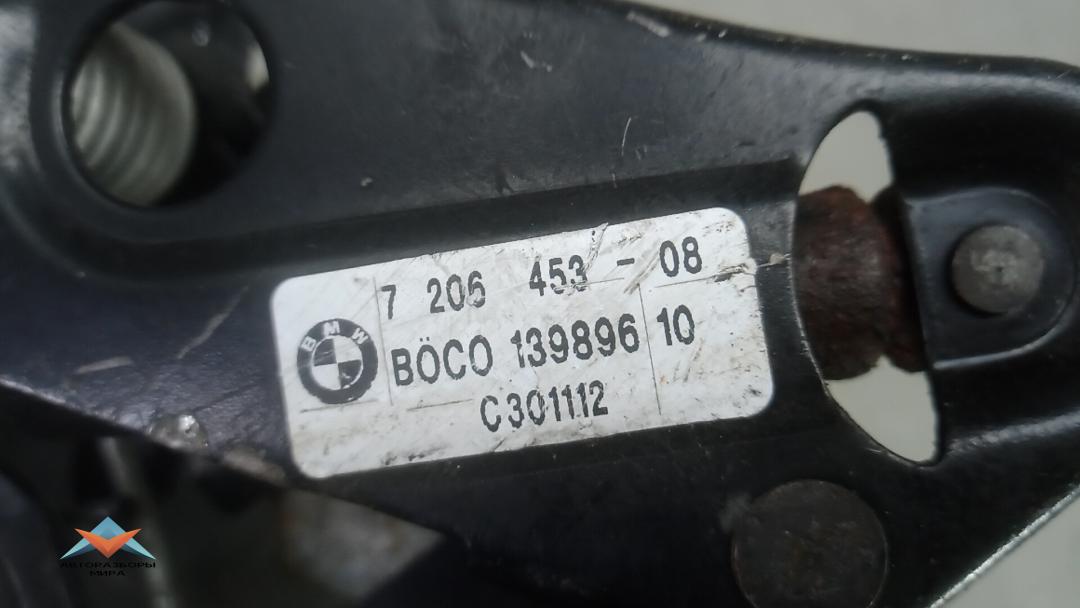 7 206 453 - 08
BMW
BÖCO 139896 10
C301112
АВТОРАЗБОРЫ
МИРА